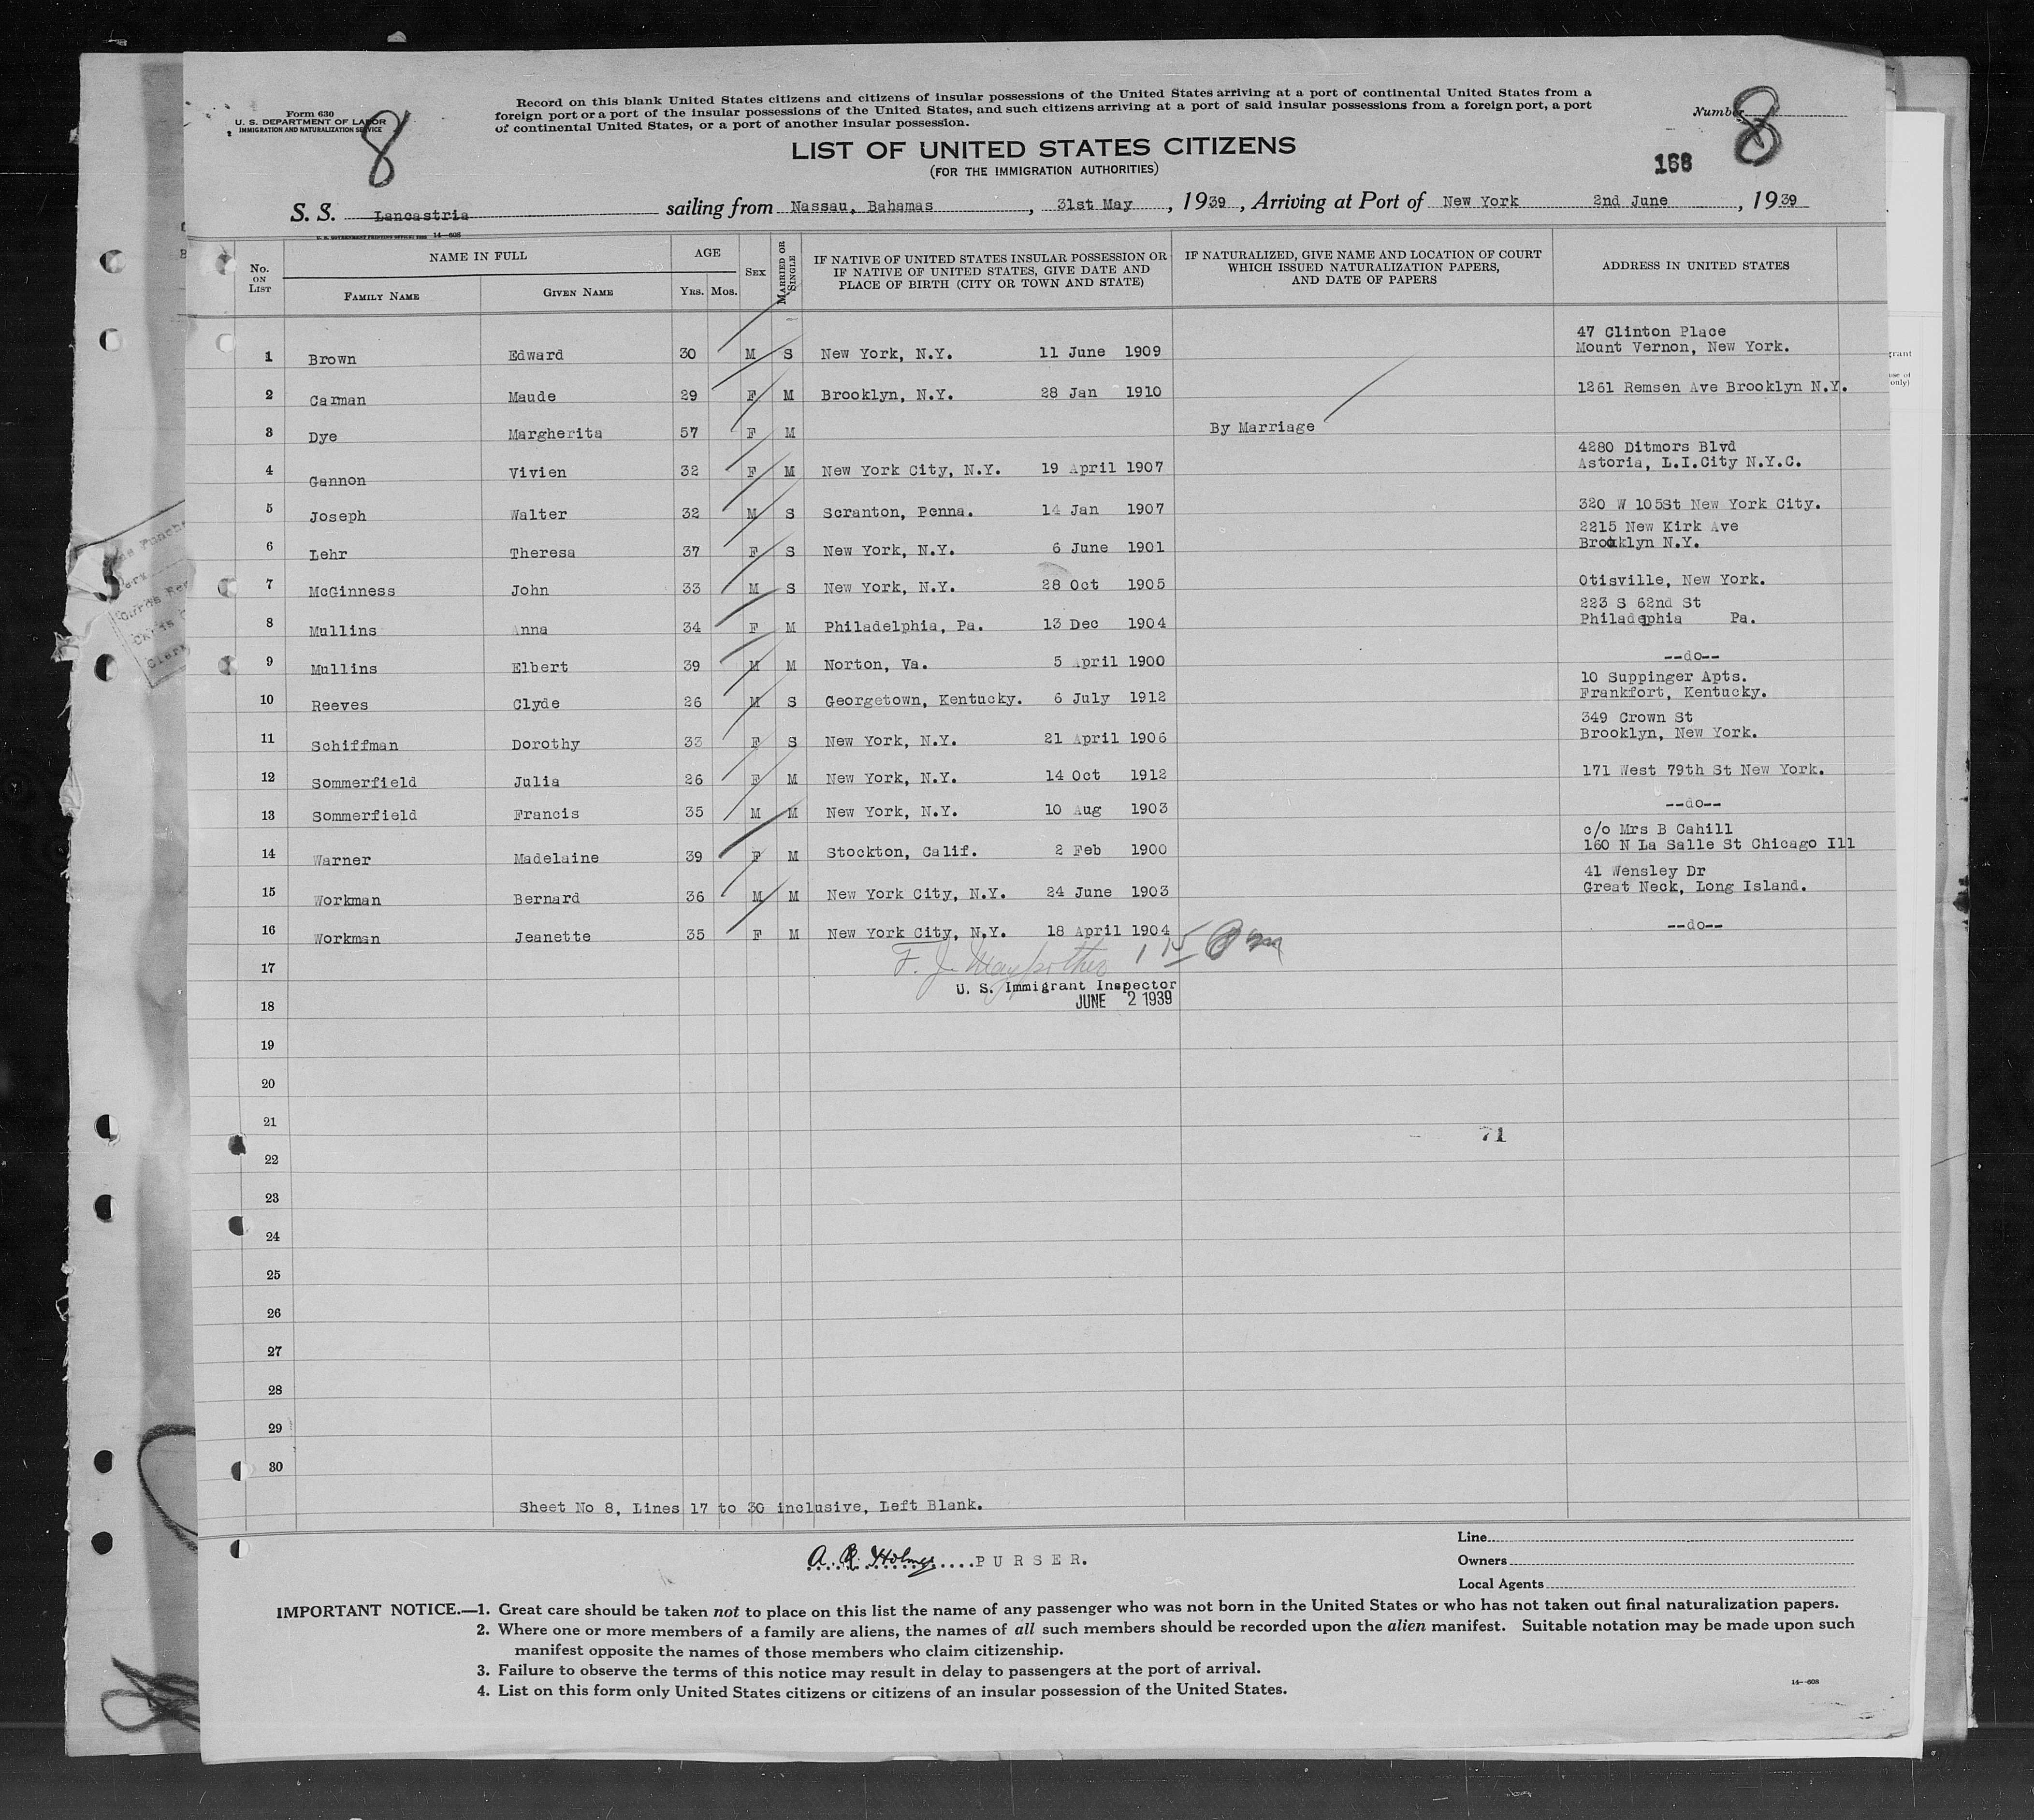 Form 630
U. S. DEPARTMENT OF LABOR
IMMIGRATION AND NATURALIZATION SERVICE
8
Record on this blank United States citizens and citizens of insular possessions of the United States arriving at a port of continental United States from a
foreign port or a port of the insular possessions of the United States, and such citizens arriving at a port of said insular possessions from a foreign port, a port
of continental United States, or a port of another insular possession.
Number 8
LIST OF UNITED STATES CITIZENS
(FOR THE IMMIGRATION AUTHORITIES)
168
S. S. Lancastria sailing from Nassau, Bahamas, 31st May, 1939, Arriving at Port of New York 2nd June, 1939
No. ON LIST
NAME IN FULL
FAMILY NAME GIVEN NAME
AGE
YRS. MOS.
SEX
MARRIED OR SINGLE
IF NATIVE OF UNITED STATES INSULAR POSSESSION OR
IF NATIVE OF UNITED STATES, GIVE DATE AND
PLACE OF BIRTH (CITY OR TOWN AND STATE)
IF NATURALIZED, GIVE NAME AND LOCATION OF COURT
WHICH ISSUED NATURALIZATION PAPERS,
AND DATE OF PAPERS
ADDRESS IN UNITED STATES
47 Clinton Place
1 Brown Edward 30 M S New York, N.Y. 11 June 1909 Mount Vernon, New York.
2 Carman Maude 29 F M Brooklyn, N.Y. 28 Jan 1910 1261 Remsen Ave Brooklyn N.Y.
3 Dye Margherita 57 F M By Marriage
4280 Ditmors Blvd
4 Gannon Vivien 32 F M New York City, N.Y. 19 April 1907 Astoria, L.I.City N.Y.C.
5 Joseph Walter 32 M S Scranton, Penna. 14 Jan 1907 320 W 105St New York City.
2215 New Kirk Ave
6 Lehr Theresa 37 F S New York, N.Y. 6 June 1901 Brooklyn N.Y.
7 McGinness John 33 M S New York, N.Y. 28 Oct 1905 Otisville, New York.
223 S 62nd St
8 Mullins Anna 34 F M Philadelphia, Pa. 13 Dec 1904 Philadephia Pa.
9 Mullins Elbert 39 M M Norton, Va. 5 April 1900 --do--
10 Suppinger Apts.
10 Reeves Clyde 26 M S Georgetown, Kentucky. 6 July 1912 Frankfort, Kentucky.
349 Crown St
11 Schiffman Dorothy 33 F S New York, N.Y. 21 April 1906 Brooklyn, New York.
12 Sommerfield Julia 26 F M New York, N.Y. 14 Oct 1912 171 West 79th St New York.
13 Sommerfield Francis 35 M M New York, N.Y. 10 Aug 1903 --do--
c/o Mrs B Cahill
14 Warner Madelaine 39 F M Stockton, Calif. 2 Feb 1900 160 N La Salle St Chicago Ill
41 Wensley Dr
15 Workman Bernard 36 M M New York City, N.Y. 24 June 1903 Great Neck, Long Island.
16 Workman Jeanette 35 F M New York City, N.Y. 18 April 1904 --do--
17
U. S. Immigrant Inspector
18 JUNE 2 1939
19
20
21
71
22
23
24
25
26
27
28
29
30
Sheet No 8, Lines 17 to 30 inclusive, Left Blank.
A. R. Holmes PURSER.
Line
Owners
Local Agents
IMPORTANT NOTICE.—1. Great care should be taken not to place on this list the name of any passenger who was not born in the United States or who has not taken out final naturalization papers.
2. Where one or more members of a family are aliens, the names of all such members should be recorded upon the alien manifest. Suitable notation may be made upon such
manifest opposite the names of those members who claim citizenship.
3. Failure to observe the terms of this notice may result in delay to passengers at the port of arrival.
4. List on this form only United States citizens or citizens of an insular possession of the United States.
14—608